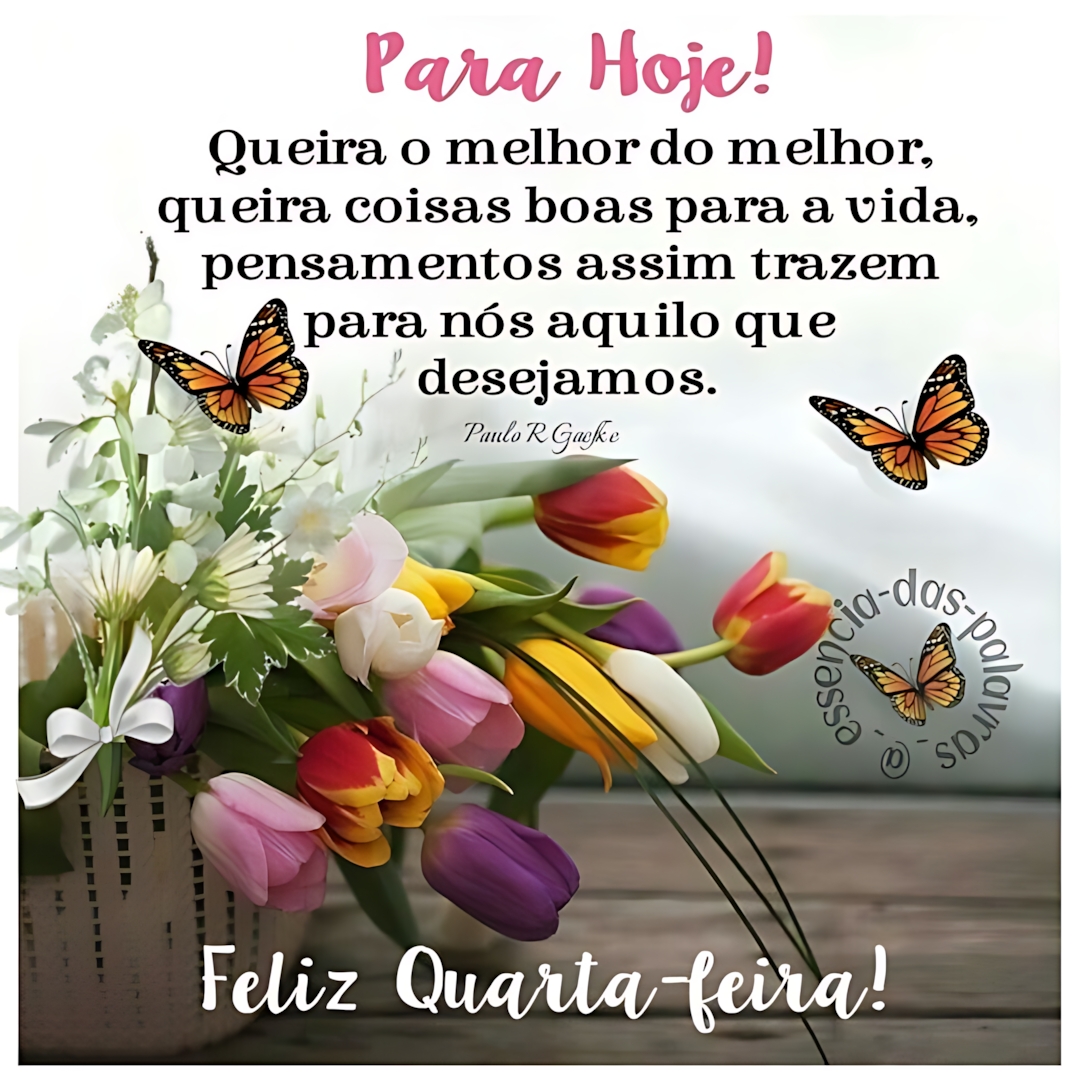 Para Hoje!
Queira o melhor do melhor,
queira coisas boas para a vida,
pensamentos assim trazem
para nós aquilo que
desejamos.
Paulo R Gaefke
@_-essencia-das-palavras_-
Feliz Quarta-feira!